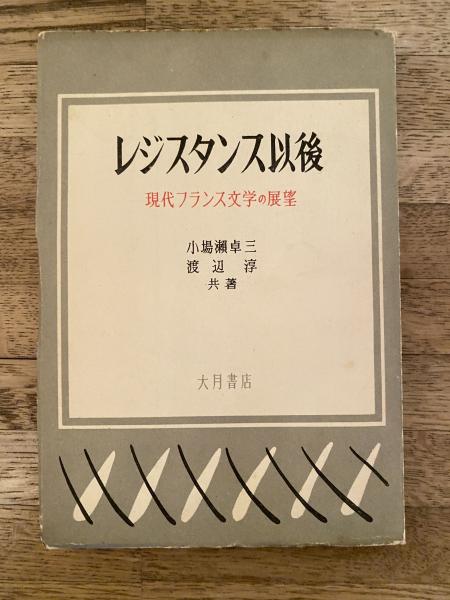 レジスタンス以後
現代フランス文学の展望
小場瀬卓三
渡辺淳
共著
大月書店